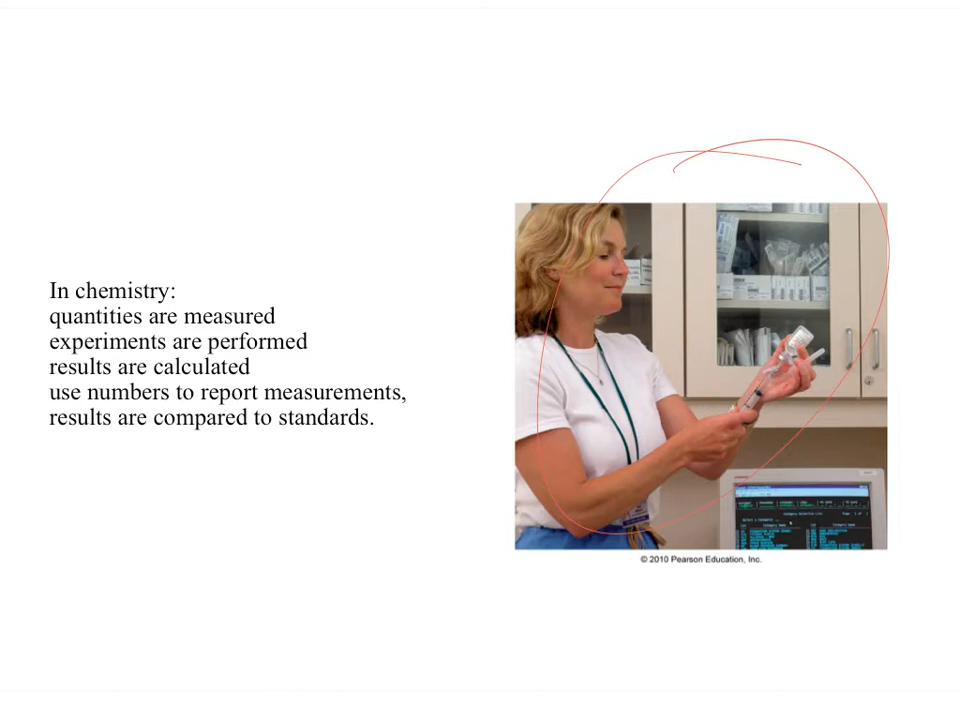 In chemistry:
quantities are measured
experiments are performed
results are calculated
use numbers to report measurements,
results are compared to standards.
© 2010 Pearson Education, Inc.